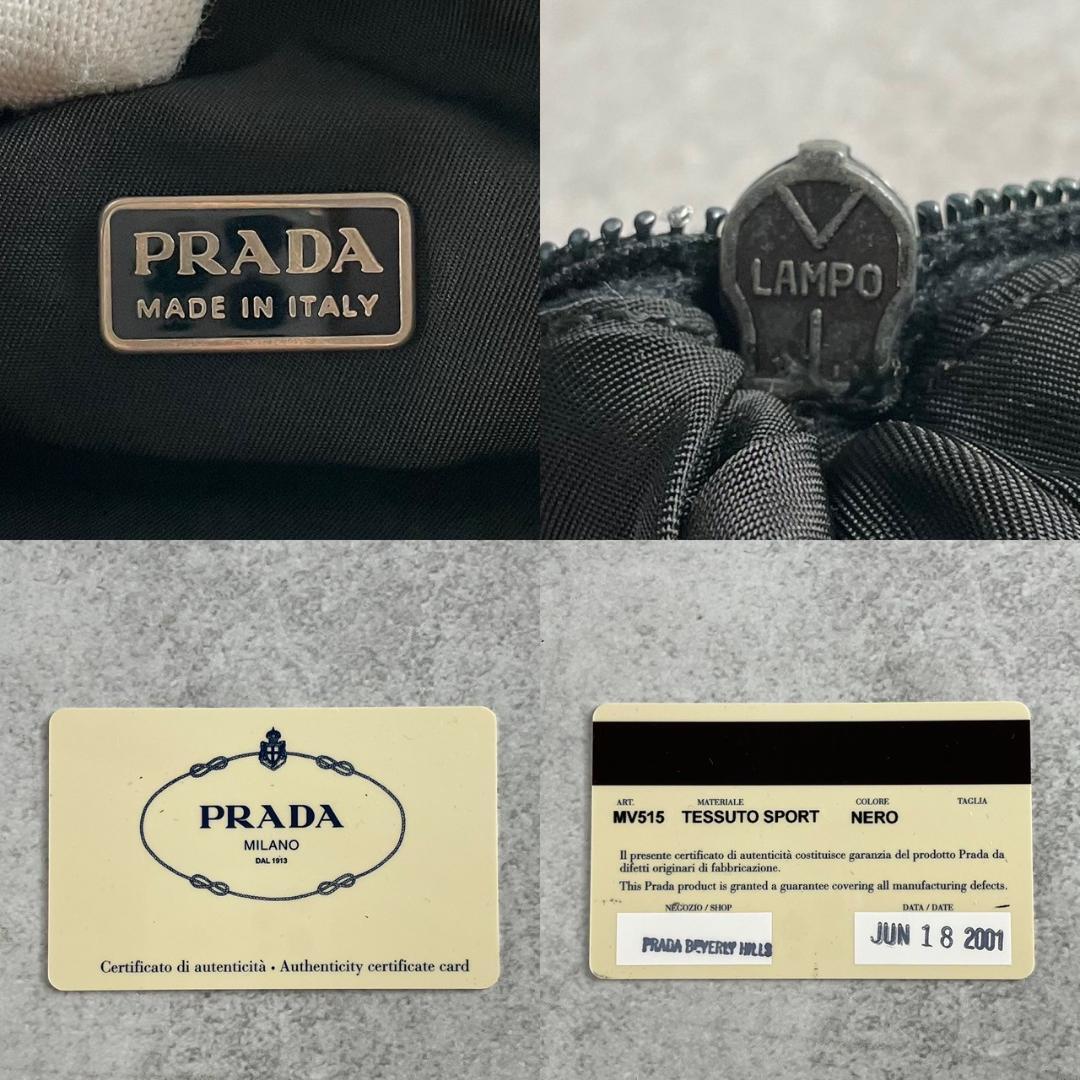 PRADA
MADE IN ITALY
LAMPO
PRADA
MILANO
DAL 1913
Certificato di autenticità • Authenticity certificate card
ART. MATERIALE COLORE TAGLIA
MV515 TESSUTO SPORT NERO
Il presente certificato di autenticità costituisce garanzia del prodotto Prada da
difetti originari di fabbricazione.
This Prada product is granted a guarantee covering all manufacturing defects.
NEGOZIO / SHOP DATA / DATE
PRADA BEVERLY HILLS JUN 18 2001